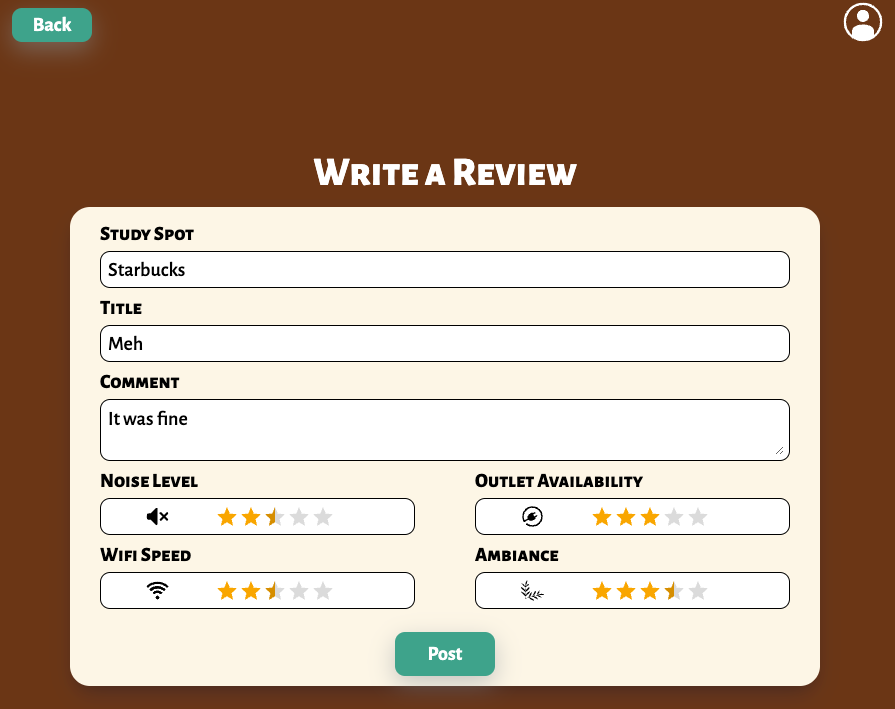 Back
Write a Review
Study Spot
Starbucks
Title
Meh
Comment
It was fine
Noise Level
Outlet Availability
Wifi Speed
Ambiance
Post